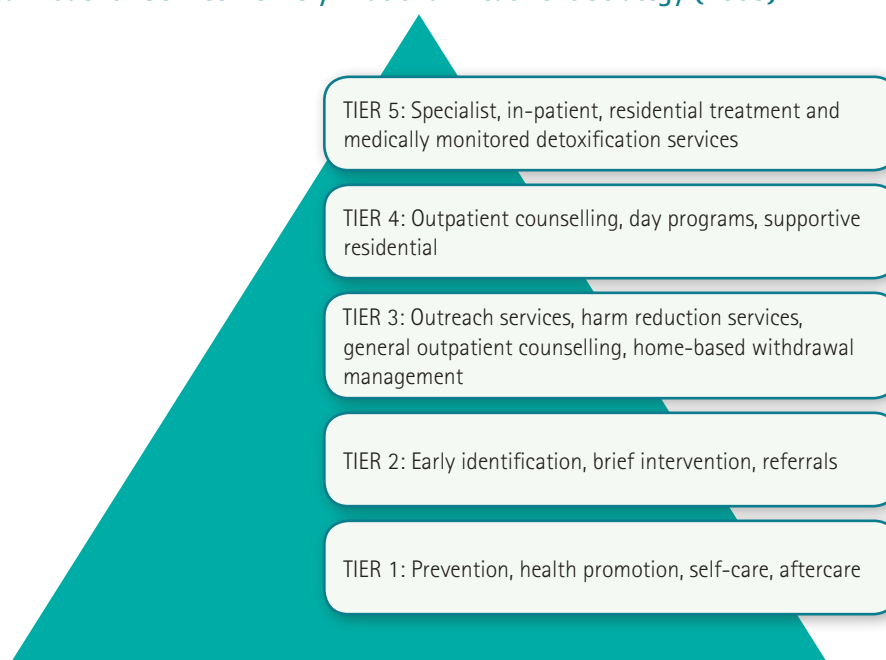 TIER 5: Specialist, in-patient, residential treatment and
medically monitored detoxification services
TIER 4: Outpatient counselling, day programs, supportive
residential
TIER 3: Outreach services, harm reduction services,
general outpatient counselling, home-based withdrawal
management
TIER 2: Early identification, brief intervention, referrals
TIER 1: Prevention, health promotion, self-care, aftercare